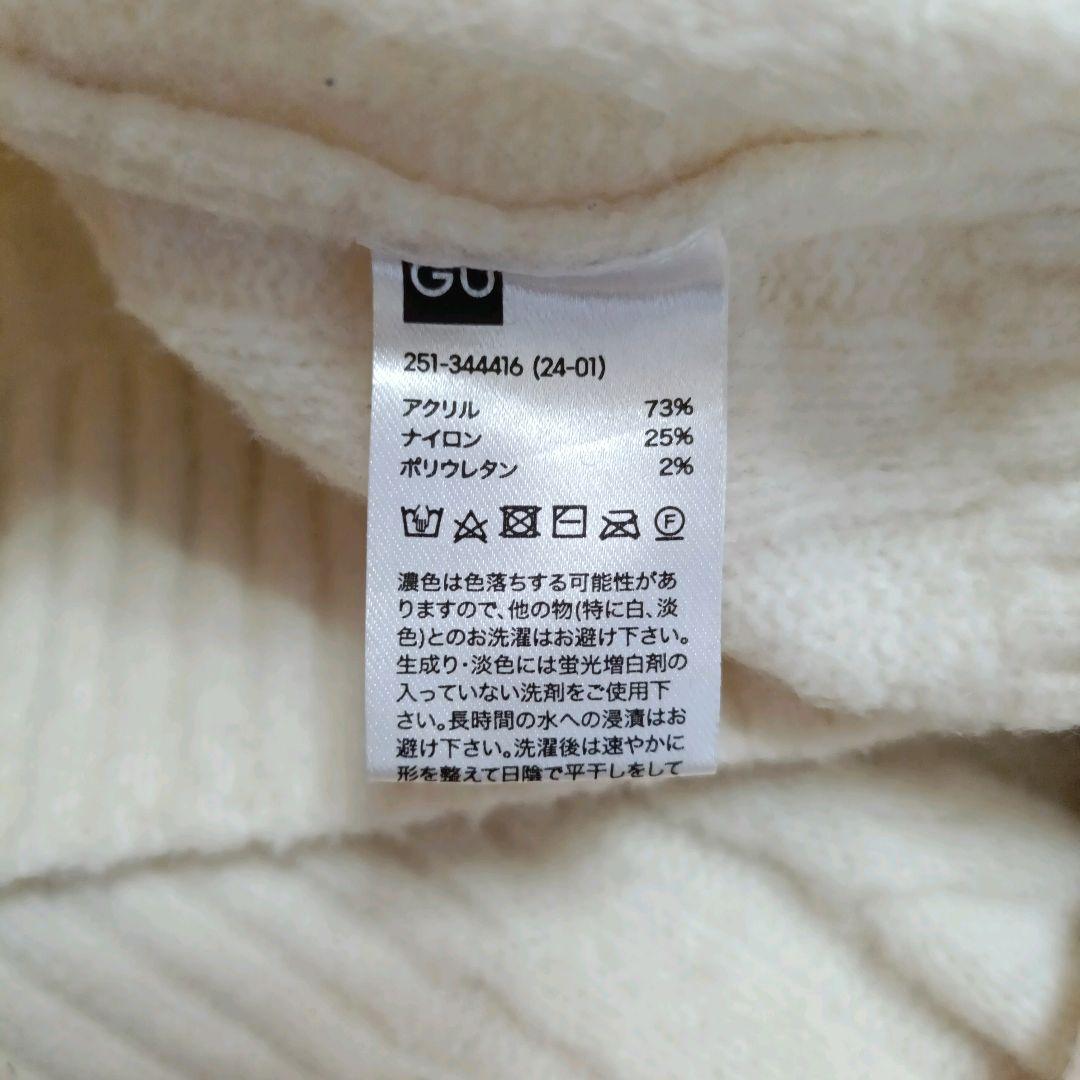 GU
251-344416 (24-01)
アクリル 73%
ナイロン 25%
ポリウレタン 2%
F
濃色は色落ちする可能性があ
りますので、他の物(特に白、淡
色)とのお洗濯はお避け下さい。
生成り・淡色には蛍光増白剤の
入っていない洗剤をご使用下
さい。長時間の水への浸漬はお
避け下さい。洗濯後は速やかに
形を整えて日陰で平干しをして